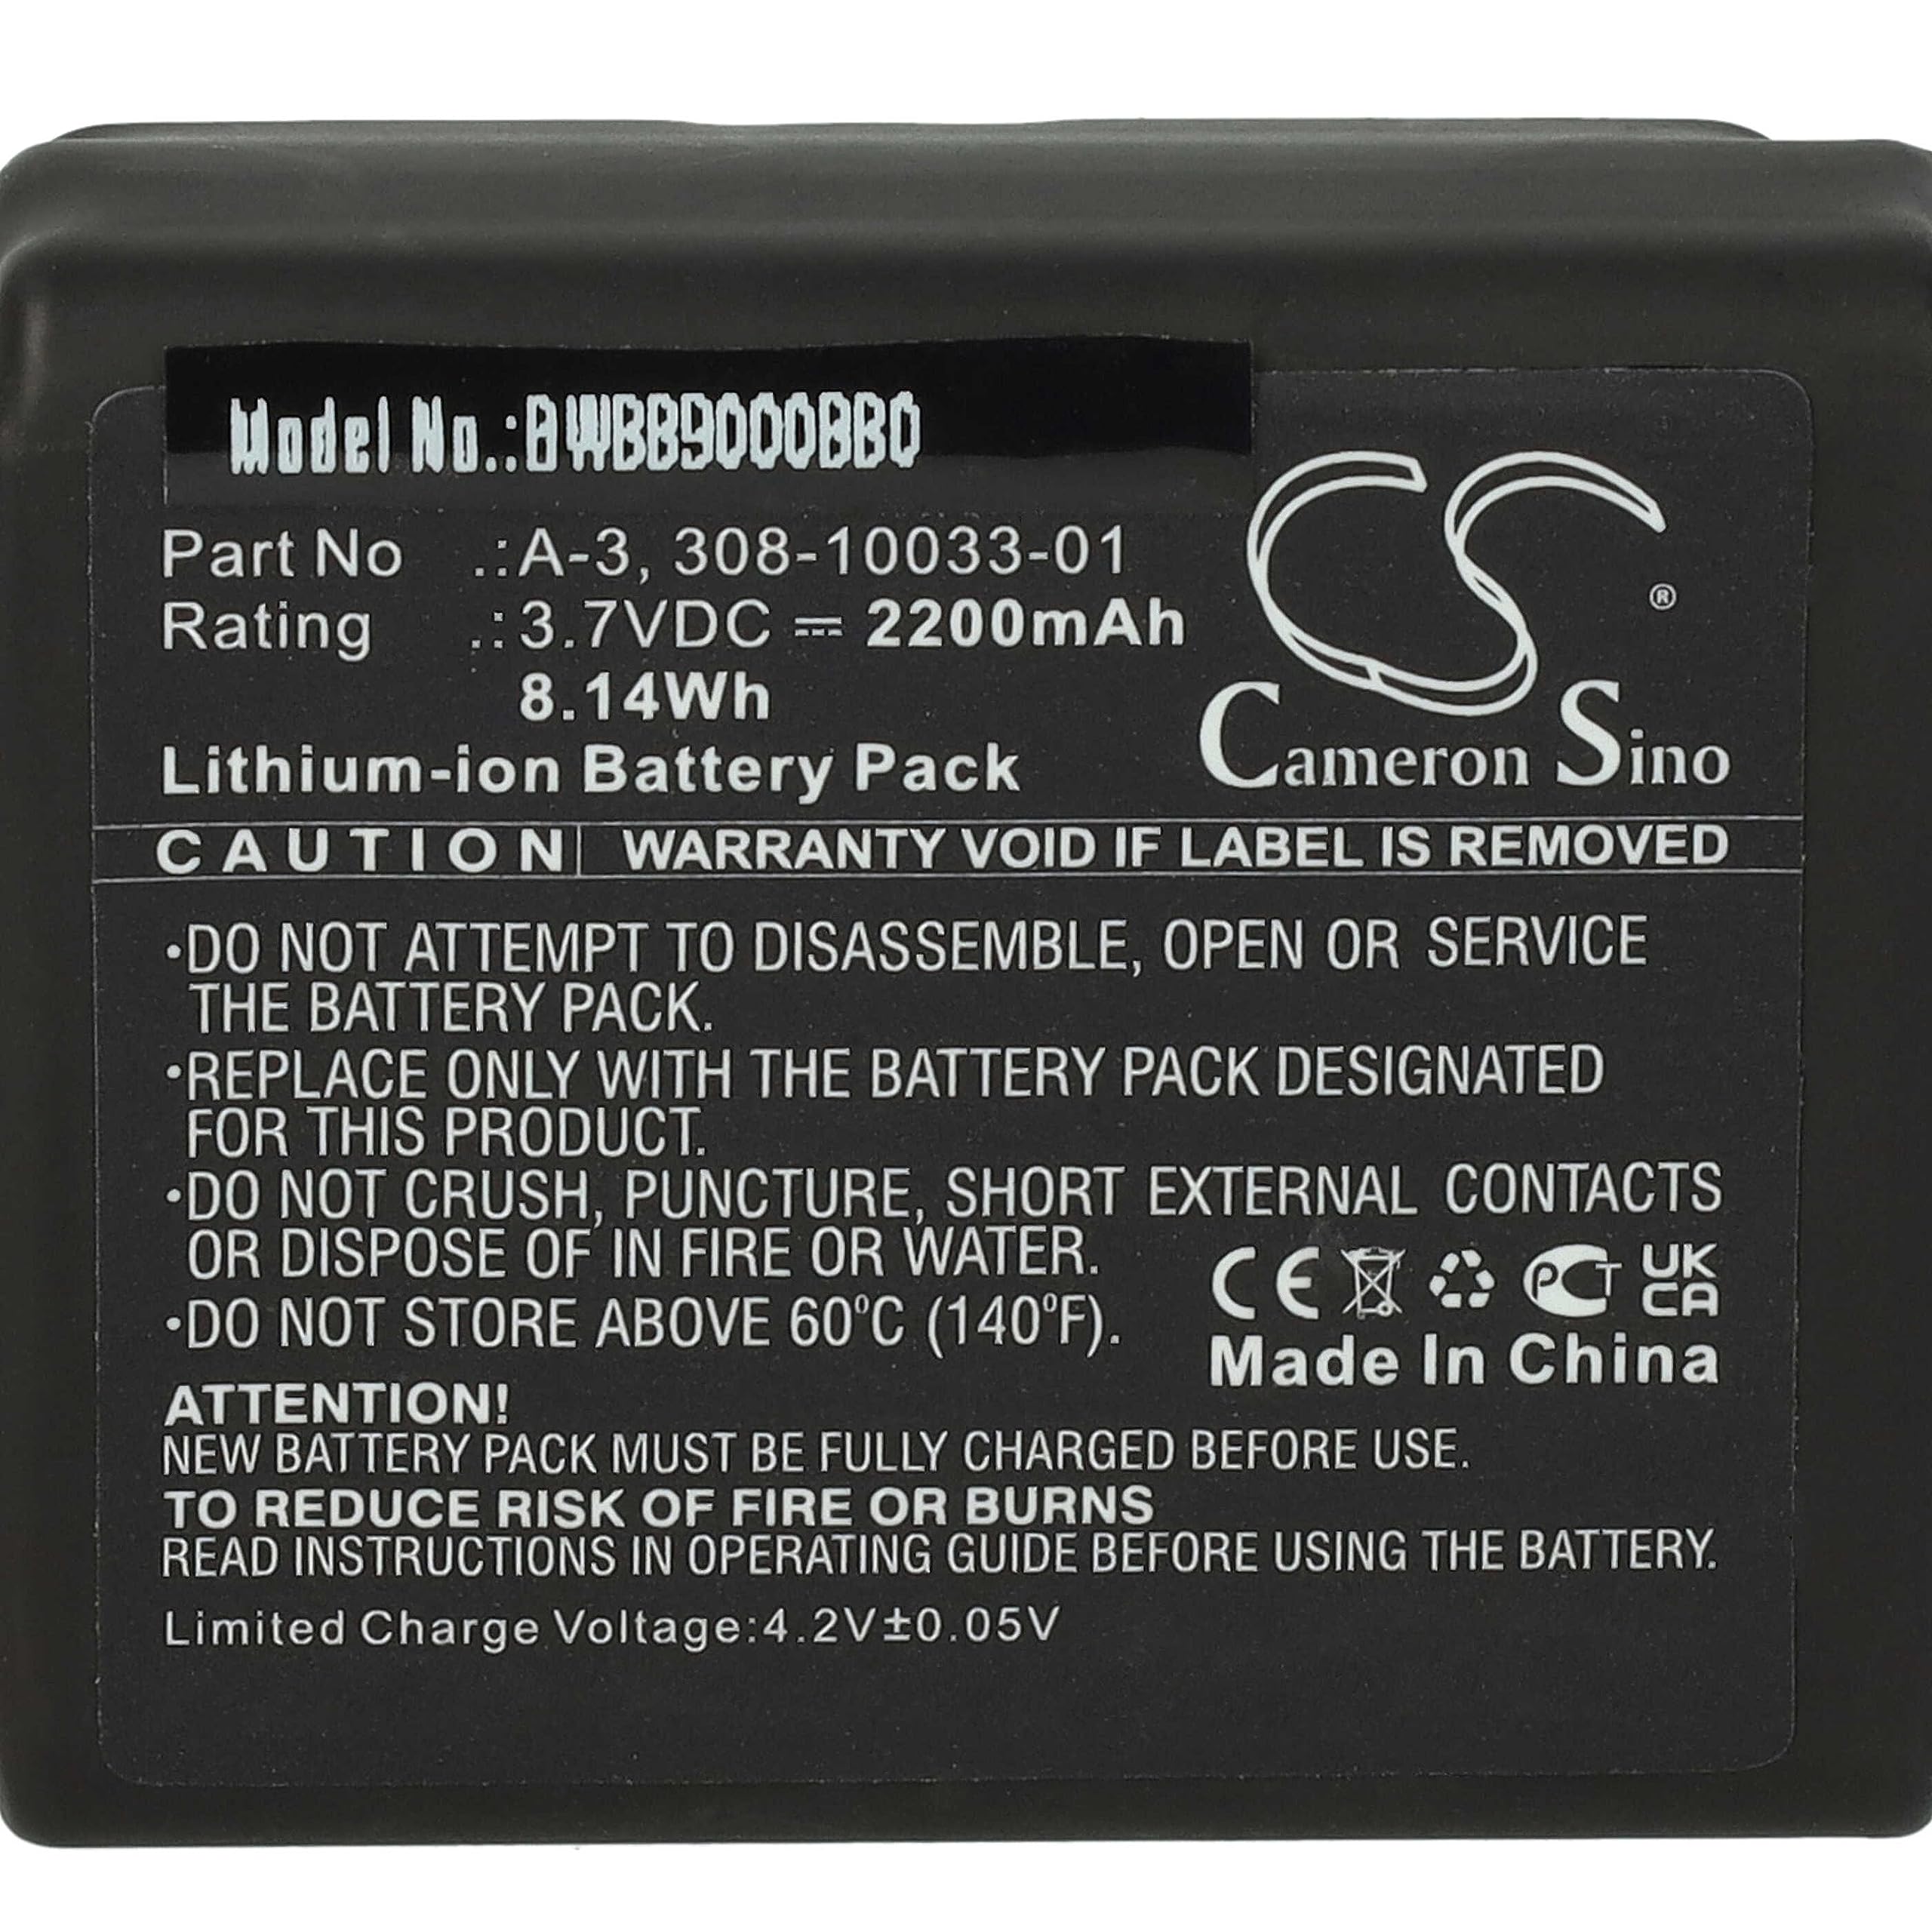 Model No.:
Part No .:A-3, 308-10033-01
Rating .:3.7VDC ⎓ 2200mAh
8.14Wh
Lithium-ion Battery Pack
CS ®
Cameron Sino
CAUTION | WARRANTY VOID IF LABEL IS REMOVED
•DO NOT ATTEMPT TO DISASSEMBLE, OPEN OR SERVICE
THE BATTERY PACK.
•REPLACE ONLY WITH THE BATTERY PACK DESIGNATED
FOR THIS PRODUCT.
•DO NOT CRUSH, PUNCTURE, SHORT EXTERNAL CONTACTS
OR DISPOSE OF IN FIRE OR WATER.
•DO NOT STORE ABOVE 60ºC (140ºF).
CE PCT UK
CA
Made In China
ATTENTION!
NEW BATTERY PACK MUST BE FULLY CHARGED BEFORE USE.
TO REDUCE RISK OF FIRE OR BURNS
READ INSTRUCTIONS IN OPERATING GUIDE BEFORE USING THE BATTERY.
Limited Charge Voltage:4.2V±0.05V